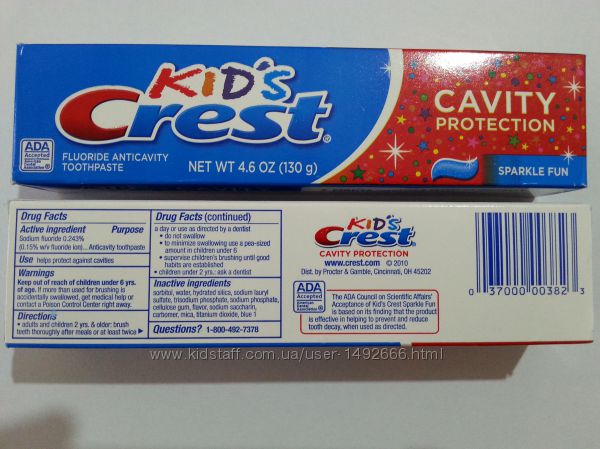 KID'S
Crest
CAVITY
PROTECTION
ADA
Accepted
American
Dental
Association
FLUORIDE ANTICAVITY
TOOTHPASTE
NET WT 4.6 OZ (130 g)
SPARKLE FUN
Drug Facts
Active ingredient Purpose
Sodium fluoride 0.243%
(0.15% w/v fluoride ion)... Anticavity toothpaste
Use helps protect against cavities
Warnings
Keep out of reach of children under 6 yrs.
of age. If more than used for brushing is
accidentally swallowed, get medical help or
contact a Poison Control Center right away.
Directions
• adults and children 2 yrs. & older: brush
teeth thoroughly after meals or at least twice
Drug Facts (continued)
a day or use as directed by a dentist
• do not swallow
• to minimize swallowing use a pea-sized
amount in children under 6
• supervise children's brushing until good
habits are established
• children under 2 yrs.: ask a dentist
Inactive ingredients
sorbitol, water, hydrated silica, sodium lauryl
sulfate, trisodium phosphate, sodium phosphate,
cellulose gum, flavor, sodium saccharin,
carbomer, mica, titanium dioxide, blue 1
Questions? 1-800-492-7378
KID'S
Crest
CAVITY PROTECTION
www.crest.com © 2010
Dist. by Procter & Gamble, Cincinnati, OH 45202
ADA
Accepted
American
Dental
Association
The ADA Council on Scientific Affairs'
Acceptance of Kid's Crest Sparkle Fun
is based on its finding that the product
is effective in helping to prevent and reduce
tooth decay, when used as directed.
0 37000 00382 3
www.kidstaff.com.ua/user-1492666.html